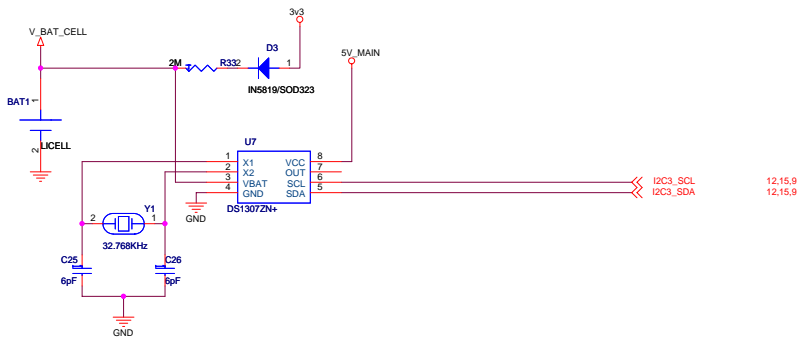 3v3
V_BAT_CELL
D3
5V_MAIN
2M R33 2 1
IN5819/SOD323
BAT1 1
U7
2 LICELL
1 X1 VCC 8
2 X2 OUT 7
3 VBAT SCL 6 I2C3_SCL 12,15,9
4 GND SDA 5 I2C3_SDA 12,15,9
GND DS1307ZN+
2 Y1 1
32.768KHz
C25 C26
6pF 6pF
GND